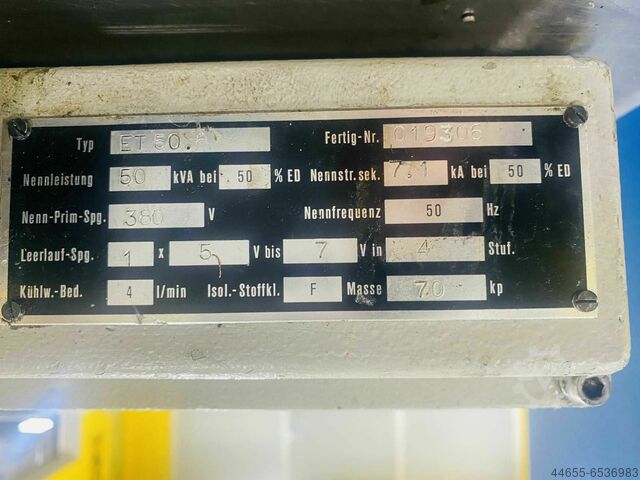 Typ ET 50. Fertig-Nr. 019306
Nennleistung 50 kVA bei 50 % ED Nennstr.sek. 7,1 kA bei 50 % ED
Nenn-Prim-Spg. 380 V Nennfrequenz 50 Hz
Leerlauf-Spg. 1 x 5 V bis 7 V in 4 Stuf.
Kühlw.-Bed. 4 l/min Isol.-Stoffkl. F Masse 70 kp
44655-6536983